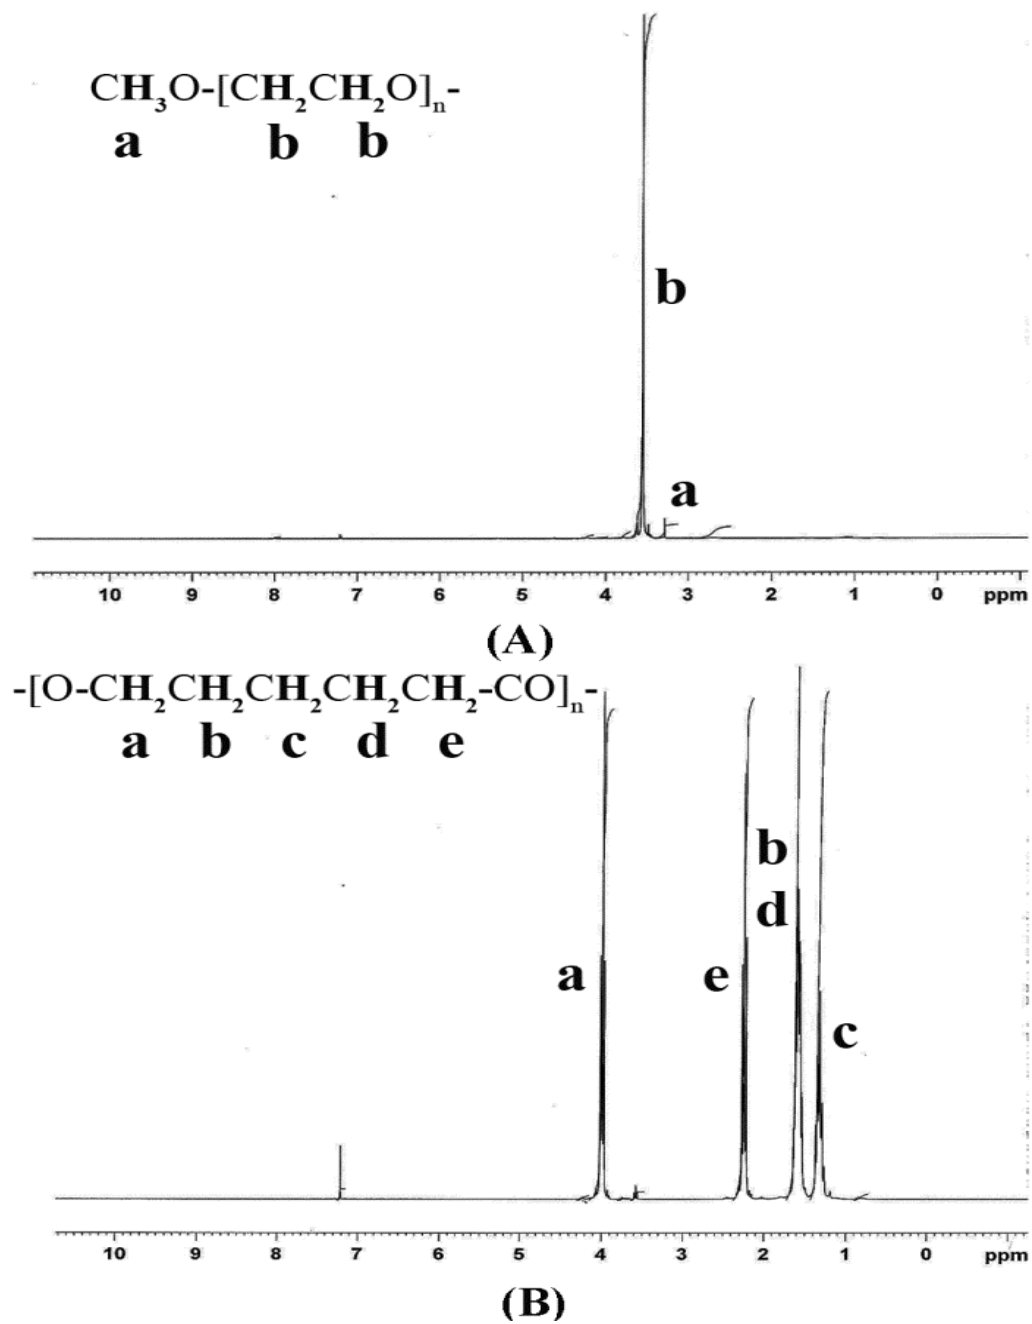 CH₃O-[CH₂CH₂O]ₙ-
a b b
b
a
10 9 8 7 6 5 4 3 2 1 0 ppm
(A)
-[O-CH₂CH₂CH₂CH₂CH₂-CO]ₙ-
a b c d e
b
d
a e
c
10 9 8 7 6 5 4 3 2 1 0 ppm
(B)